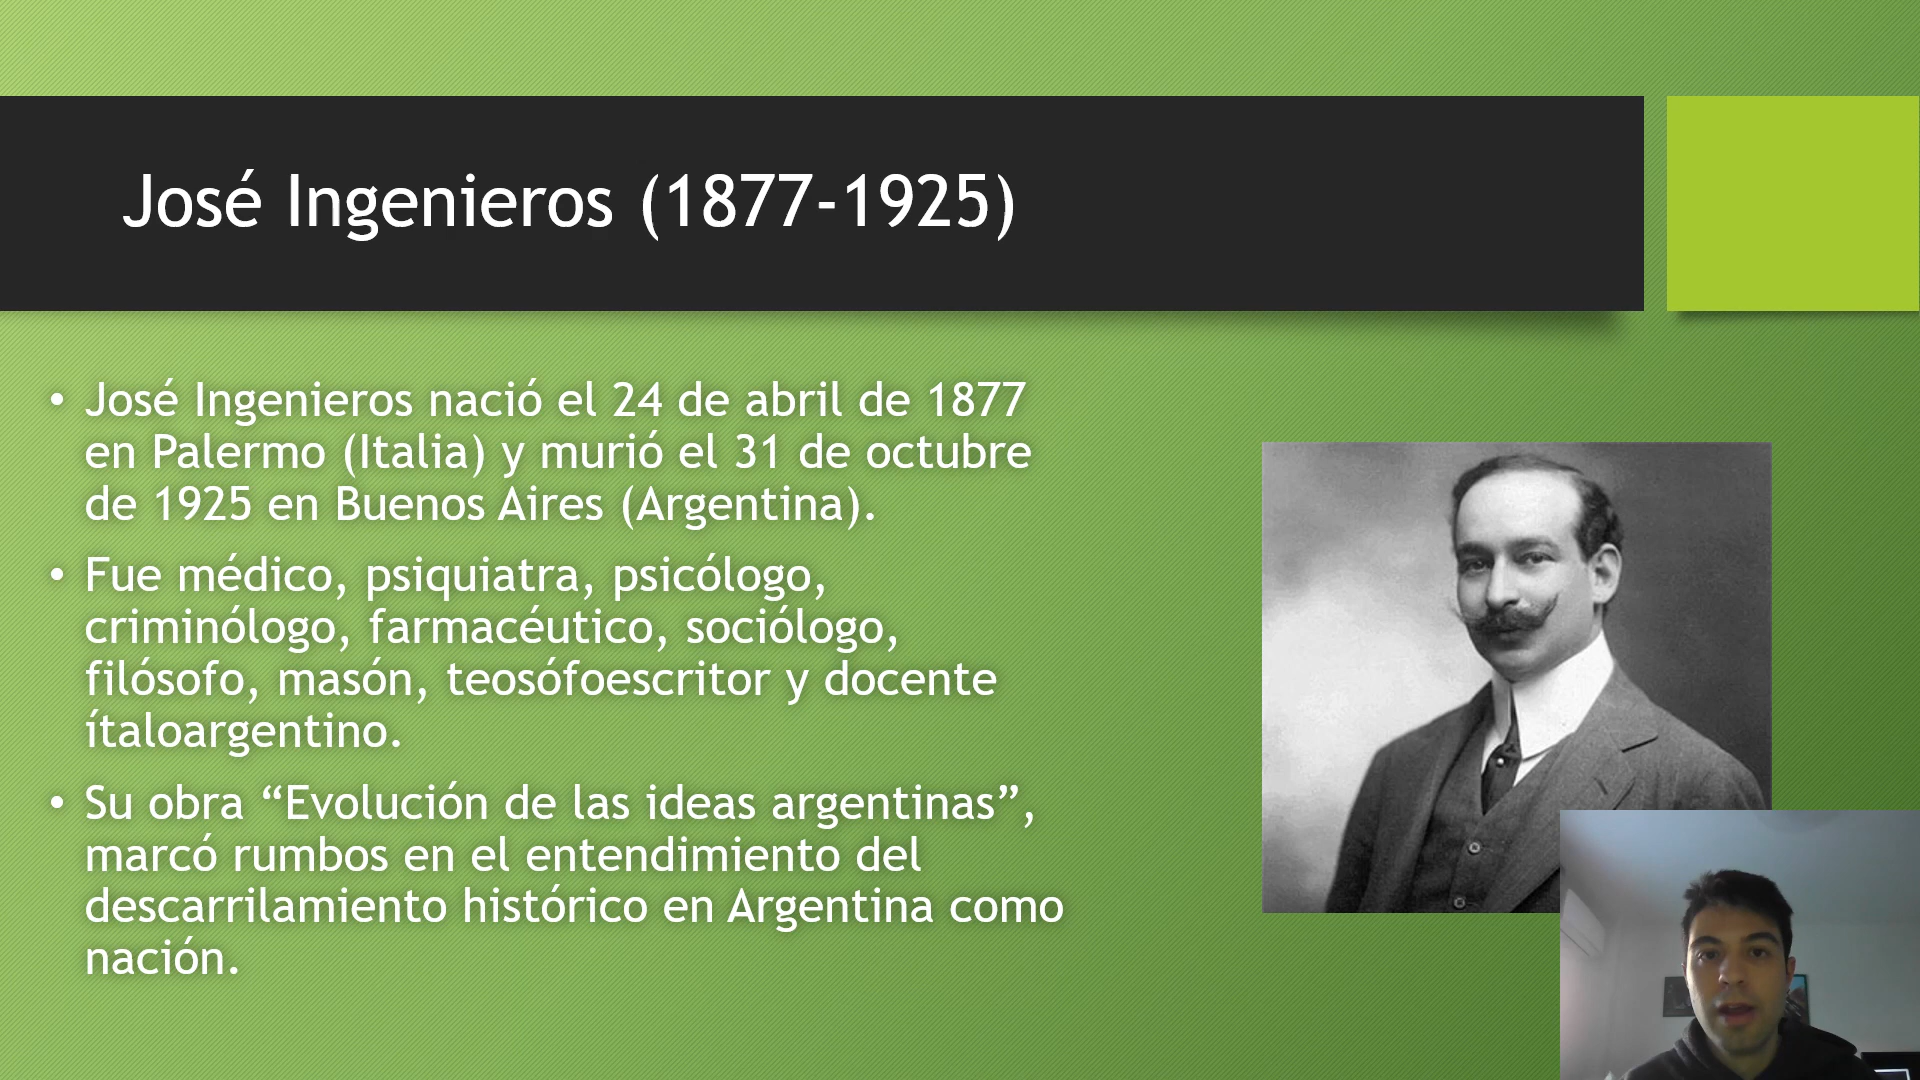 José Ingenieros (1877-1925)
• José Ingenieros nació el 24 de abril de 1877
en Palermo (Italia) y murió el 31 de octubre
de 1925 en Buenos Aires (Argentina).
• Fue médico, psiquiatra, psicólogo,
criminólogo, farmacéutico, sociólogo,
filósofo, masón, teosófoescritor y docente
ítaloargentino.
• Su obra “Evolución de las ideas argentinas”,
marcó rumbos en el entendimiento del
descarrilamiento histórico en Argentina como
nación.